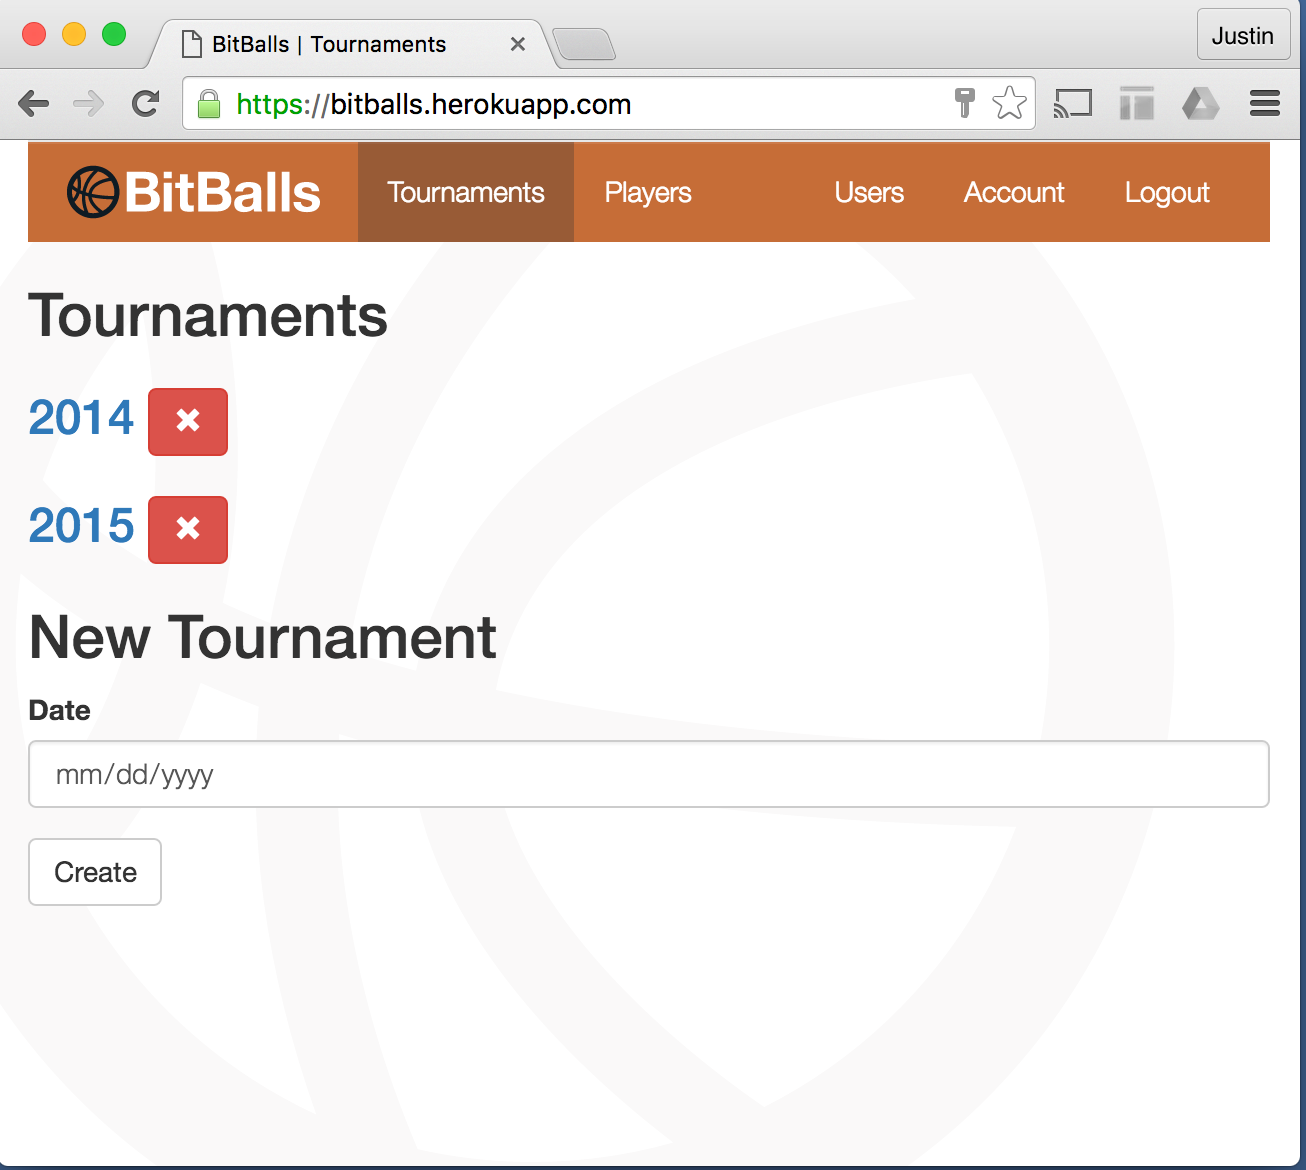 BitBalls | Tournaments
Justin
https://bitballs.herokuapp.com
BitBalls Tournaments Players Users Account Logout
Tournaments
2014
2015
New Tournament
Date
mm/dd/yyyy
Create